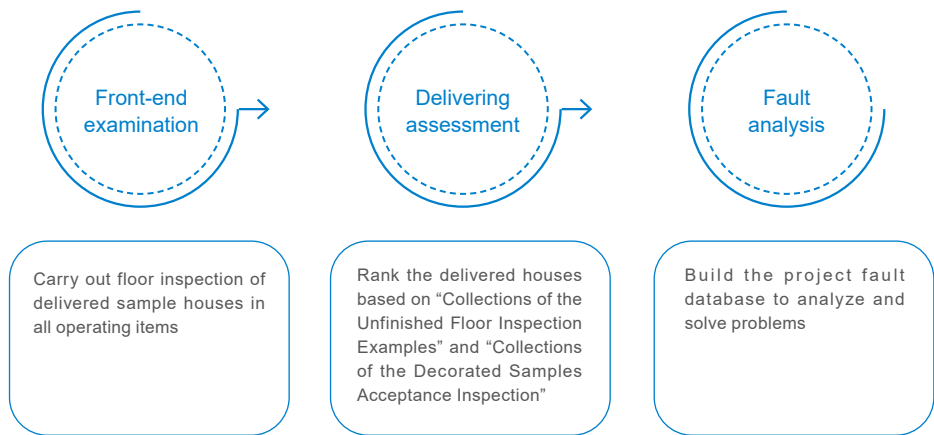 Front-end
examination
Delivering
assessment
Fault
analysis
Carry out floor inspection of
delivered sample houses in
all operating items
Rank the delivered houses
based on “Collections of the
Unfinished Floor Inspection
Examples” and “Collections
of the Decorated Samples
Acceptance Inspection”
Build the project fault
database to analyze and
solve problems